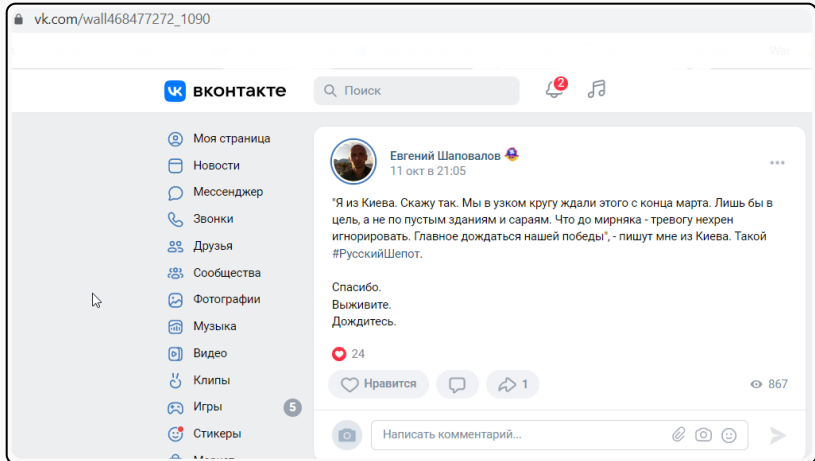 vk.com/wall468477272_1090
War
вконтакте
Поиск
2
Моя страница
Новости
Мессенджер
Звонки
Друзья
Сообщества
Фотографии
Музыка
Видео
Клипы
Игры
5
Стикеры
Маркет
Евгений Шаповалов
11 окт в 21:05
"Я из Киева. Скажу так. Мы в узком кругу ждали этого с конца марта. Лишь бы в
цель, а не по пустым зданиям и сараям. Что до мирняка - тревогу нехрен
игнорировать. Главное дождаться нашей победы", - пишут мне из Киева. Такой
#РусскийШепот.
Спасибо.
Выживите.
Дождитесь.
24
Нравится
1
867
Написать комментарий...